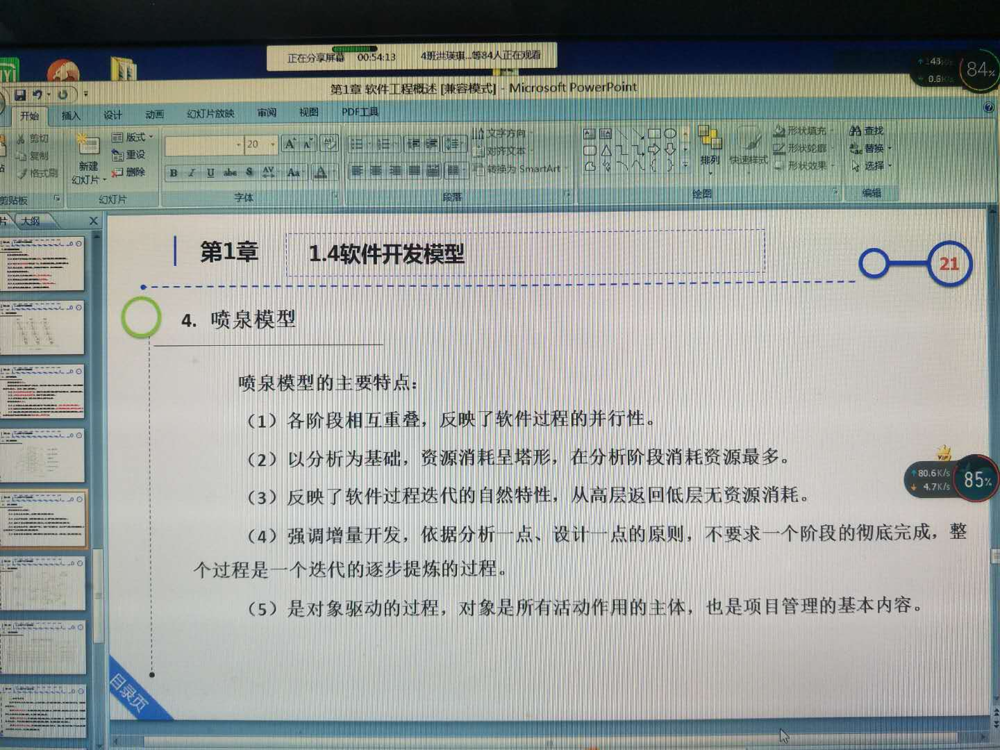 正在分享屏幕 00:54:13 4班洪瑛琪...等84人正在观看
84%
0.6K/s
第1章 软件工程概述 [兼容模式] - Microsoft PowerPoint
开始 插入 设计 动画 幻灯片放映 审阅 视图 PDF工具
剪切
复制
格式刷
剪贴板
新建
幻灯片
版式
重设
删除
幻灯片
20
B I U abc S AV Aa A
字体
文字方向
对齐文本
转换为 SmartArt
段落
排列
快速样式
形状填充
形状轮廓
形状效果
绘图
查找
替换
选择
编辑
大纲
第1章 1.4软件开发模型
21
4. 喷泉模型
喷泉模型的主要特点：
（1）各阶段相互重叠，反映了软件过程的并行性。
（2）以分析为基础，资源消耗呈塔形，在分析阶段消耗资源最多。
（3）反映了软件过程迭代的自然特性，从高层返回低层无资源消耗。
（4）强调增量开发，依据分析一点、设计一点的原则，不要求一个阶段的彻底完成，整
个过程是一个迭代的逐步提炼的过程。
（5）是对象驱动的过程，对象是所有活动作用的主体，也是项目管理的基本内容。
目录页
VIP
80.6K/s
4.7K/s
85%